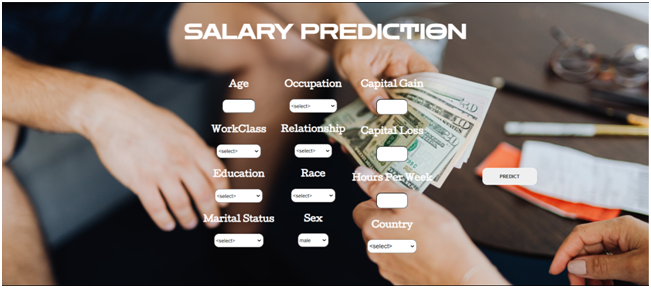 SALARY PREDICTION
Age Occupation Capital Gain
<select>
WorkClass Relationship Capital Loss
<select> <select>
Education Race Hours Per Week
<select> <select>
Marital Status Sex Country
<select> male <select>
PREDICT